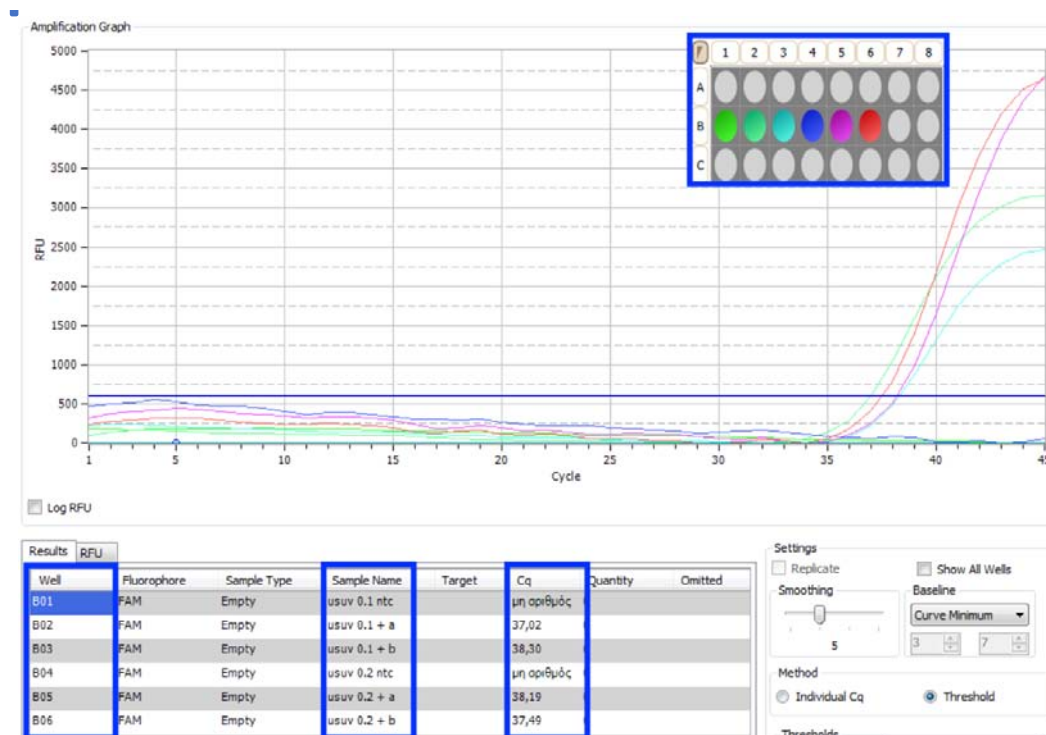 Amplification Graph
5000
4500
4000
3500
3000
2500
2000
1500
1000
500
0
RFU
1 5 10 15 20 25 30 35 40 45
Cycle
1 2 3 4 5 6 7 8
A
B
C
Log RFU
Results RFU
Well Fluorophore Sample Type Sample Name Target Cq Quantity Omitted
B01 FAM Empty usuv 0.1 ntc μη αριθμός
B02 FAM Empty usuv 0.1 + a 37,02
B03 FAM Empty usuv 0.1 + b 38,30
B04 FAM Empty usuv 0.2 ntc μη αριθμός
B05 FAM Empty usuv 0.2 + a 38,19
B06 FAM Empty usuv 0.2 + b 37,49
Settings
Replicate Show All Wells
Smoothing Baseline
Curve Minimum
5 3 7
Method
Individual Cq Threshold
Thresholds